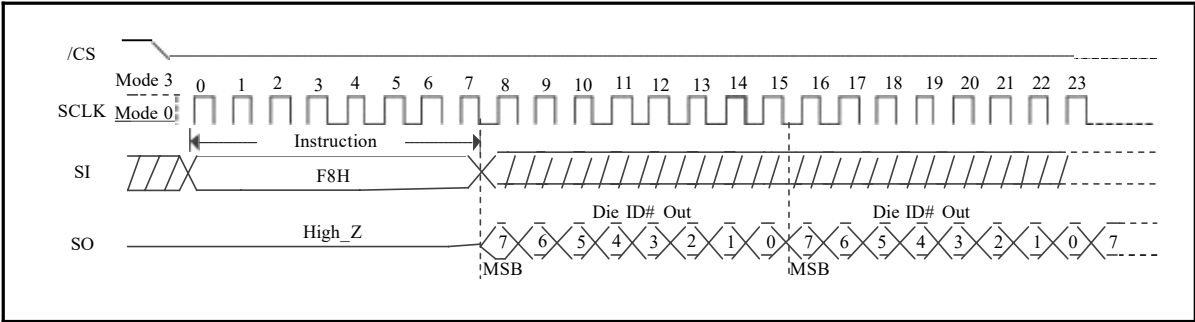 /CS
Mode 3 0 1 2 3 4 5 6 7 8 9 10 11 12 13 14 15 16 17 18 19 20 21 22 23
SCLK Mode 0
Instruction
SI F8H
Die ID# Out Die ID# Out
High_Z
SO 7 6 5 4 3 2 1 0 7 6 5 4 3 2 1 0 7
MSB MSB